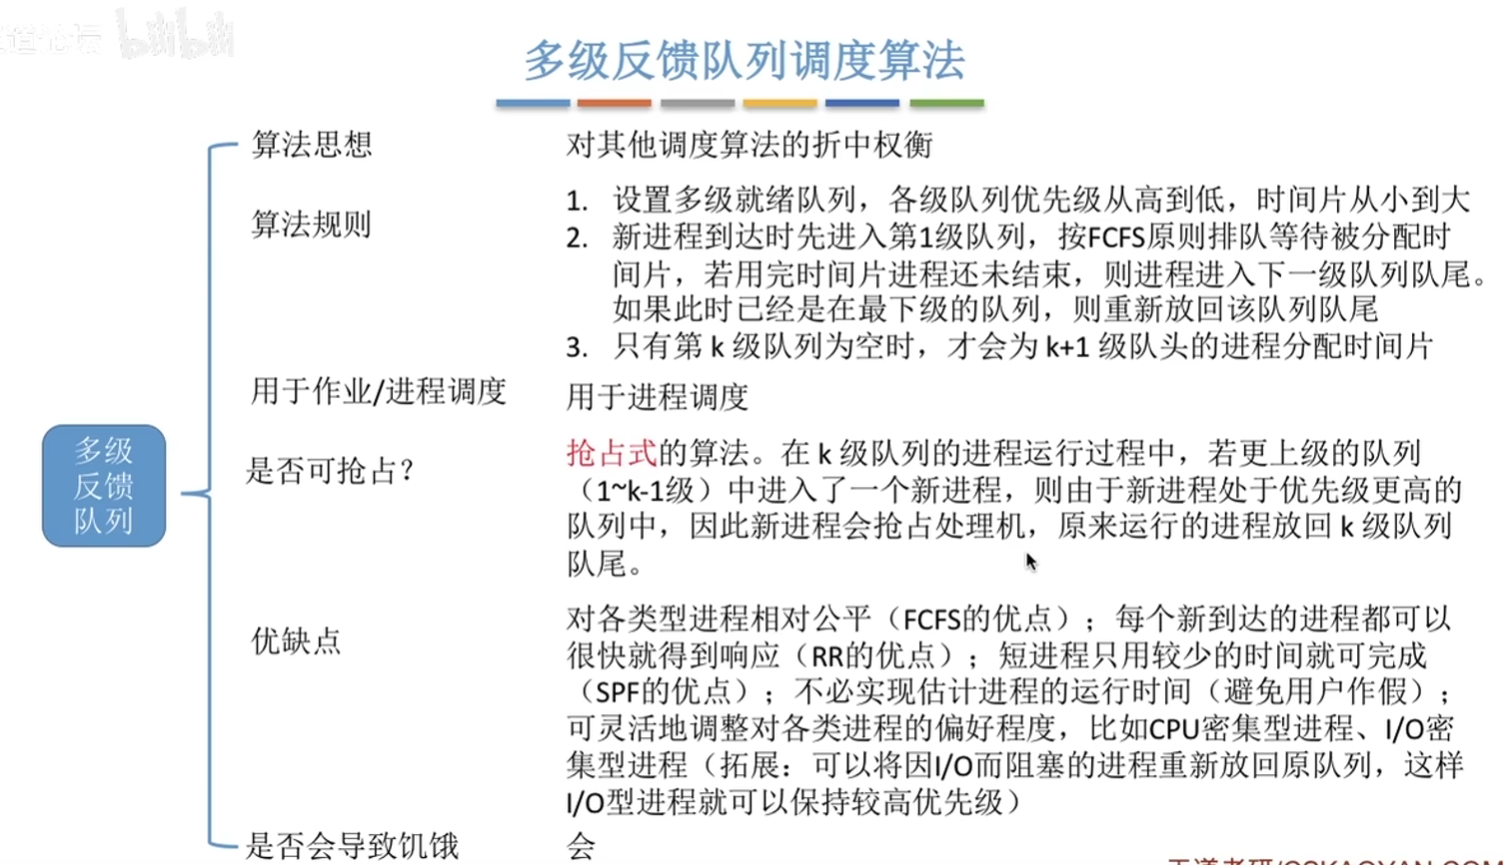 bilibili
多级反馈队列调度算法
算法思想
对其他调度算法的折中权衡
算法规则
1. 设置多级就绪队列，各级队列优先级从高到低，时间片从小到大
2. 新进程到达时先进入第1级队列，按FCFS原则排队等待被分配时
间片，若用完时间片进程还未结束，则进程进入下一级队列队尾。
如果此时已经是在最下级的队列，则重新放回该队列队尾
3. 只有第 k 级队列为空时，才会为 k+1 级队头的进程分配时间片
用于作业/进程调度
用于进程调度
多级
反馈
队列
是否可抢占？
抢占式的算法。在 k 级队列的进程运行过程中，若更上级的队列
（1~k-1级）中进入了一个新进程，则由于新进程处于优先级更高的
队列中，因此新进程会抢占处理机，原来运行的进程放回 k 级队列
队尾。
优缺点
对各类型进程相对公平（FCFS的优点）；每个新到达的进程都可以
很快就得到响应（RR的优点）；短进程只用较少的时间就可完成
（SPF的优点）；不必实现估计进程的运行时间（避免用户作假）；
可灵活地调整对各类进程的偏好程度，比如CPU密集型进程、I/O密
集型进程（拓展：可以将因I/O而阻塞的进程重新放回原队列，这样
I/O型进程就可以保持较高优先级）
是否会导致饥饿
会